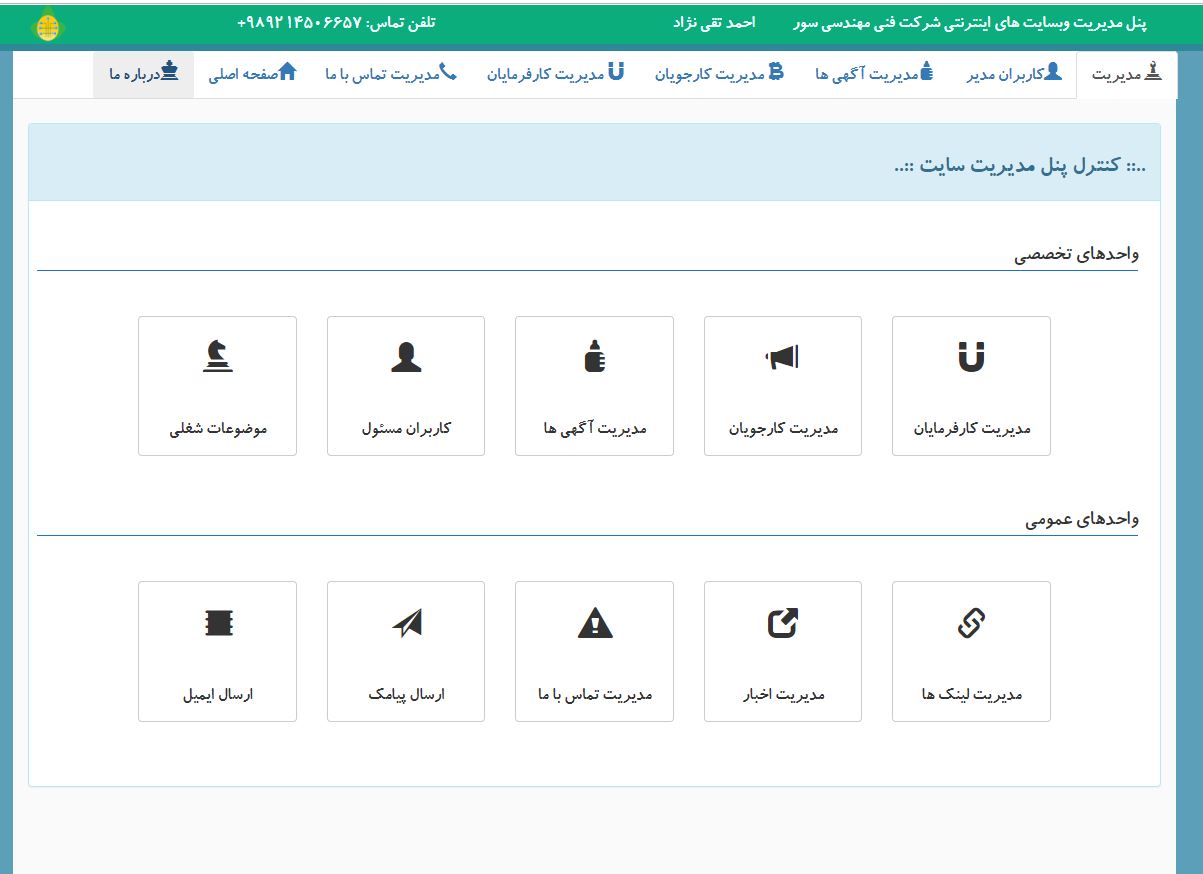 پنل مدیریت وبسایت های اینترنتی شرکت فنی مهندسی سور احمد تقی نژاد تلفن تماس: ۹۸۹۲۱۴۵۰۶۶۵۷+
مدیریت کاربران مدیر مدیریت آگهی ها مدیریت کارجویان مدیریت کارفرمایان مدیریت تماس با ما صفحه اصلی درباره ما
..:: کنترل پنل مدیریت سایت ::..
واحدهای تخصصی
مدیریت کارفرمایان مدیریت کارجویان مدیریت آگهی ها کاربران مسئول موضوعات شغلی
واحدهای عمومی
مدیریت لینک ها مدیریت اخبار مدیریت تماس با ما ارسال پیامک ارسال ایمیل